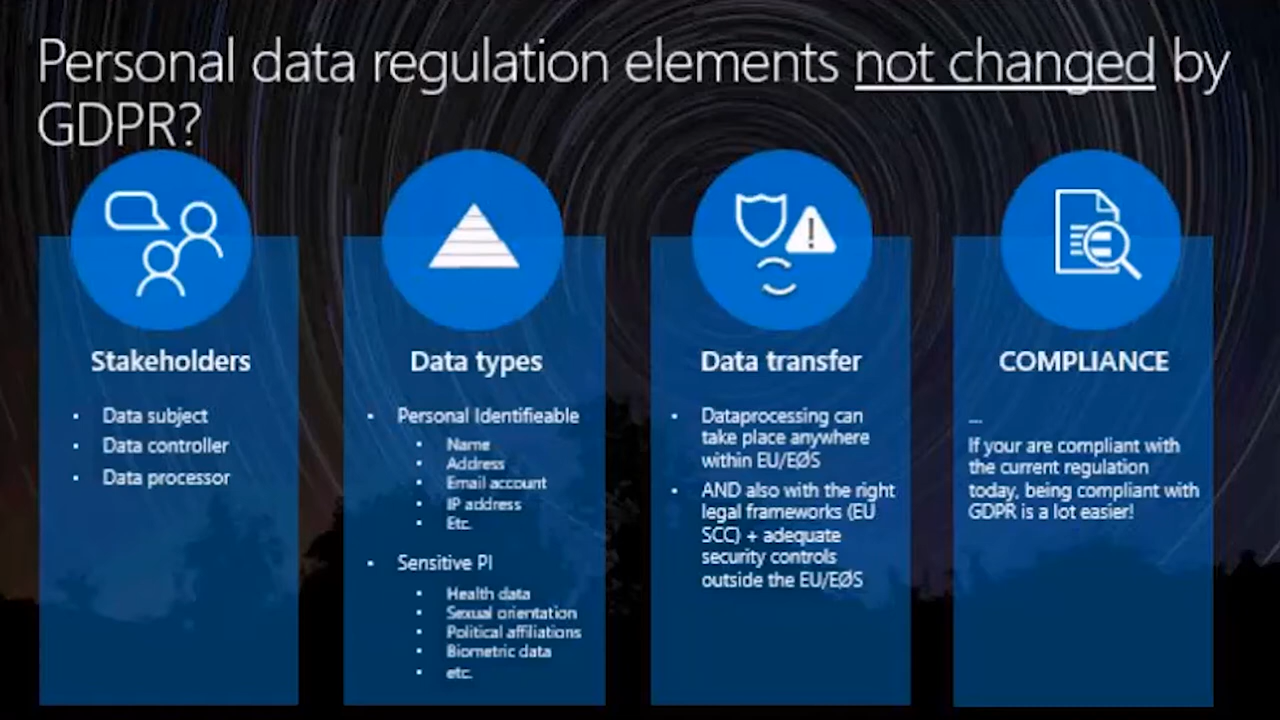 Personal data regulation elements not changed by
GDPR?
Stakeholders
• Data subject
• Data controller
• Data processor
Data types
• Personal Identifieable
• Name
• Address
• Email account
• IP address
• Etc.
• Sensitive PI
• Health data
• Sexual orientation
• Political affiliations
• Biometric data
• etc.
Data transfer
• Dataprocessing can
take place anywhere
within EU/EØS
• AND also with the right
legal frameworks (EU
SCC) + adequate
security controls
outside the EU/EØS
COMPLIANCE
...
If your are compliant with
the current regulation
today, being compliant with
GDPR is a lot easier!